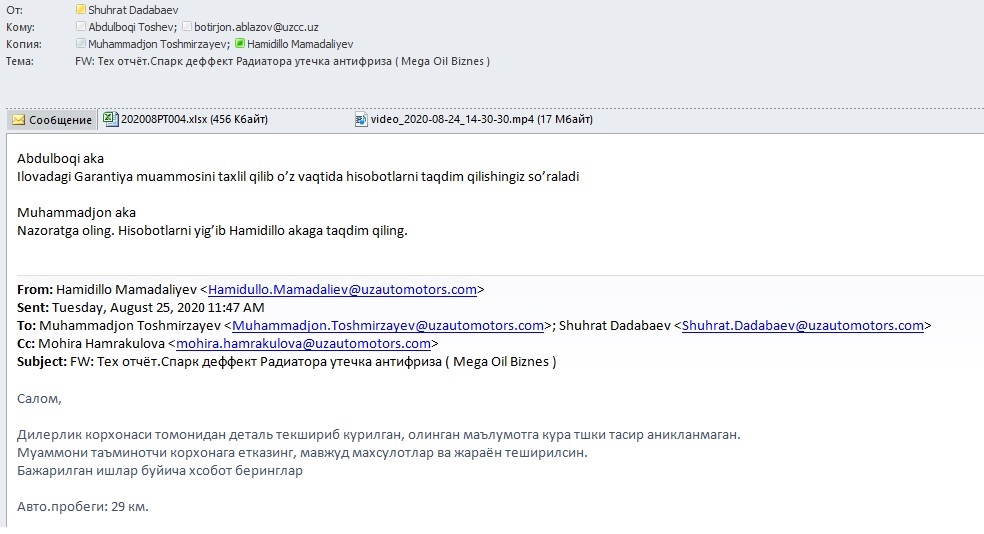 От: Shuhrat Dadabaev
Кому: Abdulboqi Toshev; botirjon.ablazov@uzcc.uz
Копия: Muhammadjon Toshmirzayev; Hamidillo Mamadaliyev
Тема: FW: Тех отчёт.Спарк деффект Радиатора утечка антифриза ( Mega Oil Biznes )
Сообщение 202008PT004.xlsx (456 Кбайт) video_2020-08-24_14-30-30.mp4 (17 Мбайт)
Abdulboqi aka
Ilovadagi Garantiya muammosini taxlil qilib o’z vaqtida hisobotlarni taqdim qilishingiz so’raladi
Muhammadjon aka
Nazoratga oling. Hisobotlarni yig’ib Hamidillo akaga taqdim qiling.
From: Hamidillo Mamadaliyev <Hamidullo.Mamadaliev@uzautomotors.com>
Sent: Tuesday, August 25, 2020 11:47 AM
To: Muhammadjon Toshmirzayev <Muhammadjon.Toshmirzayev@uzautomotors.com>; Shuhrat Dadabaev <Shuhrat.Dadabaev@uzautomotors.com>
Cc: Mohira Hamrakulova <mohira.hamrakulova@uzautomotors.com>
Subject: FW: Тех отчёт.Спарк деффект Радиатора утечка антифриза ( Mega Oil Biznes )
Салом,
Дилерлик корхонаси томонидан деталь текшириб курилган, олинган маълумотга кура тшки тасир аникланмаган.
Муаммони таъминотчи корхонага етказинг, мавжуд махсулотлар ва жараён теширилсин.
Бажарилган ишлар буйича хсобот беринглар
Авто.пробеги: 29 км.